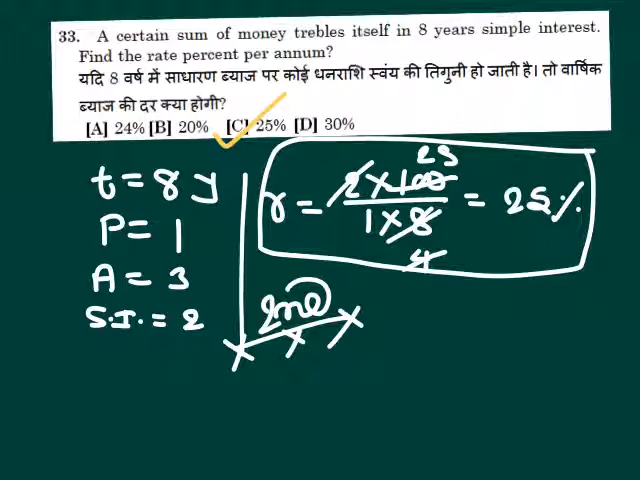 33. A certain sum of money trebles itself in 8 years simple interest.
Find the rate percent per annum?
यदि 8 वर्ष में साधारण ब्याज पर कोई धनराशि स्वंय की तिगुनी हो जाती है। तो वार्षिक
ब्याज की दर क्या होगी?
[A] 24% [B] 20% [C] 25% [D] 30%
t = 8 y
P = 1
A = 3
S.I. = 2
25
r = 2 × 100 / 1 × 8 = 25 %.
4
2nd